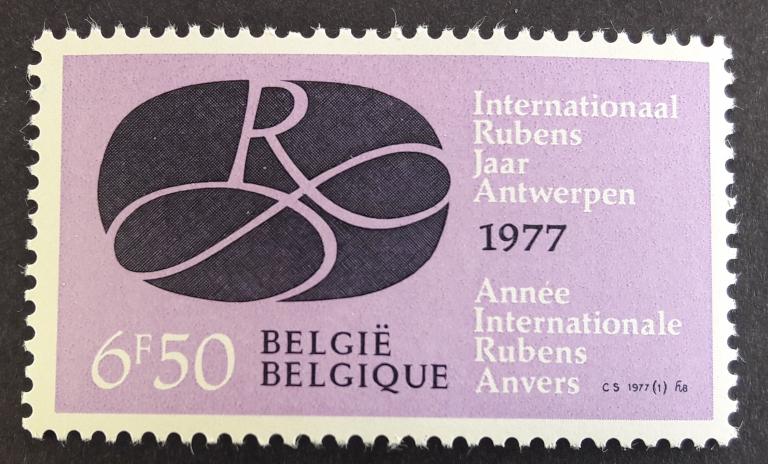 R
Internationaal
Rubens
Jaar
Antwerpen
1977
Année
Internationale
Rubens
Anvers
6F50
BELGIË
BELGIQUE
CS 1977 (1)